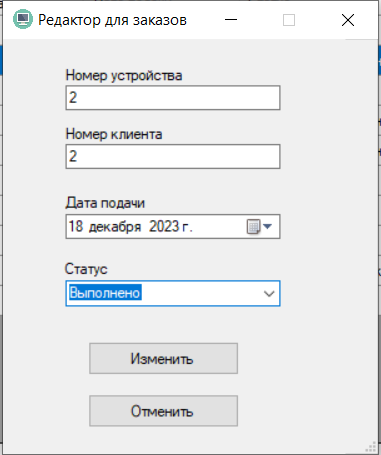 Редактор для заказов
Номер устройства
2
Номер клиента
2
Дата подачи
18 декабря 2023 г.
Статус
Выполнено
Изменить
Отменить